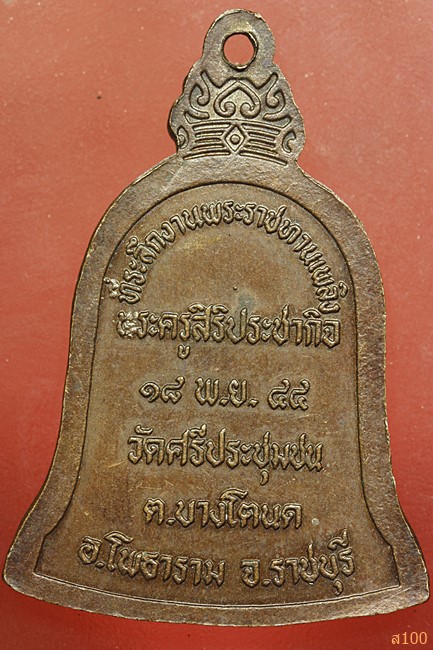 ที่ระลึกงานพระราชทานเพลิง
พระครูสิริประชากิจ
๑๘ พ.ย. ๔๔
วัดศรีประชุมชน
ต.บางโตนด
อ.โพธาราม จ.ราชบุรี
ส100